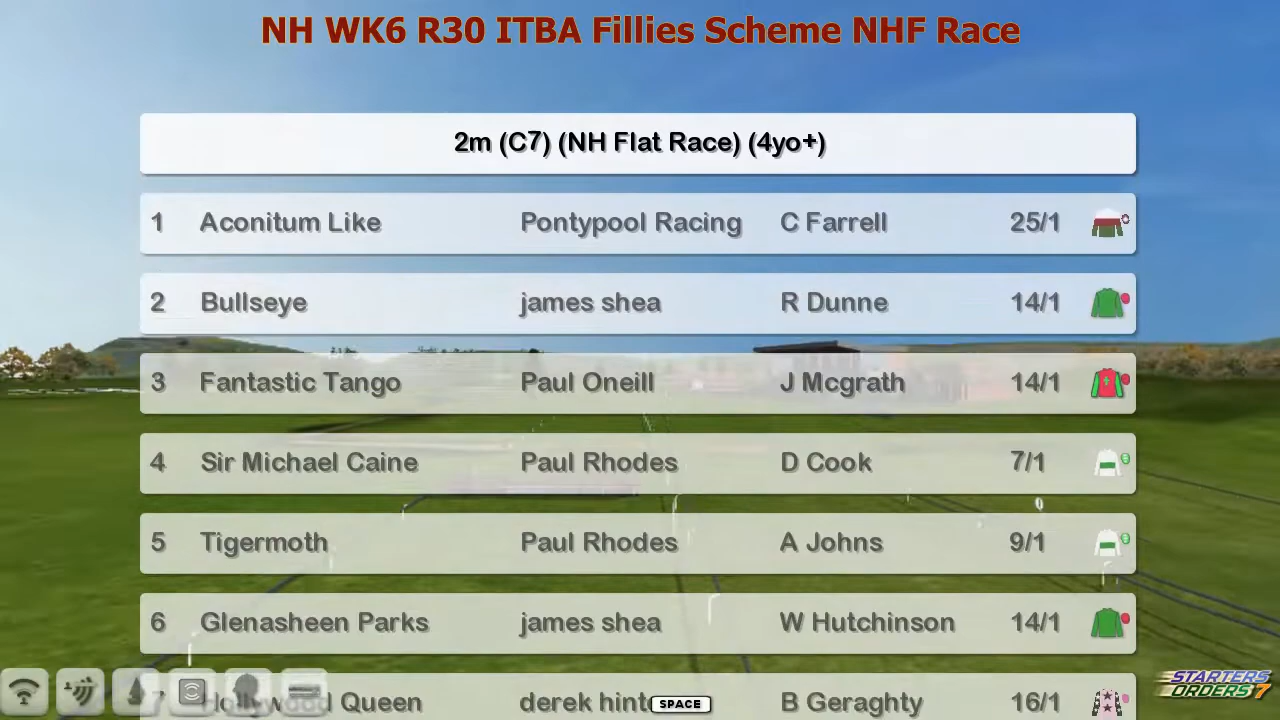 NH WK6 R30 ITBA Fillies Scheme NHF Race
2m (C7) (NH Flat Race) (4yo+)
1 Aconitum Like Pontypool Racing C Farrell 25/1
2 Bullseye james shea R Dunne 14/1
3 Fantastic Tango Paul Oneill J Mcgrath 14/1
4 Sir Michael Caine Paul Rhodes D Cook 7/1
5 Tigermoth Paul Rhodes A Johns 9/1
6 Glenasheen Parks james shea W Hutchinson 14/1
7 Hollywood Queen derek hint B Geraghty 16/1
SPACE
STARTERS
ORDERS 7